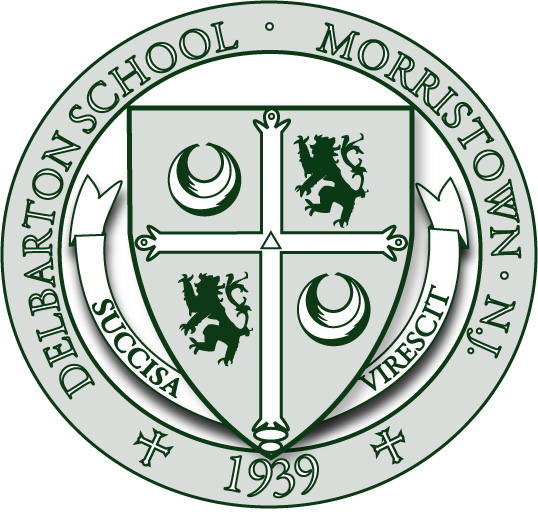 DELBARTON SCHOOL · MORRISTOWN · N.J.
SUCCISA
VIRESCIT
1939